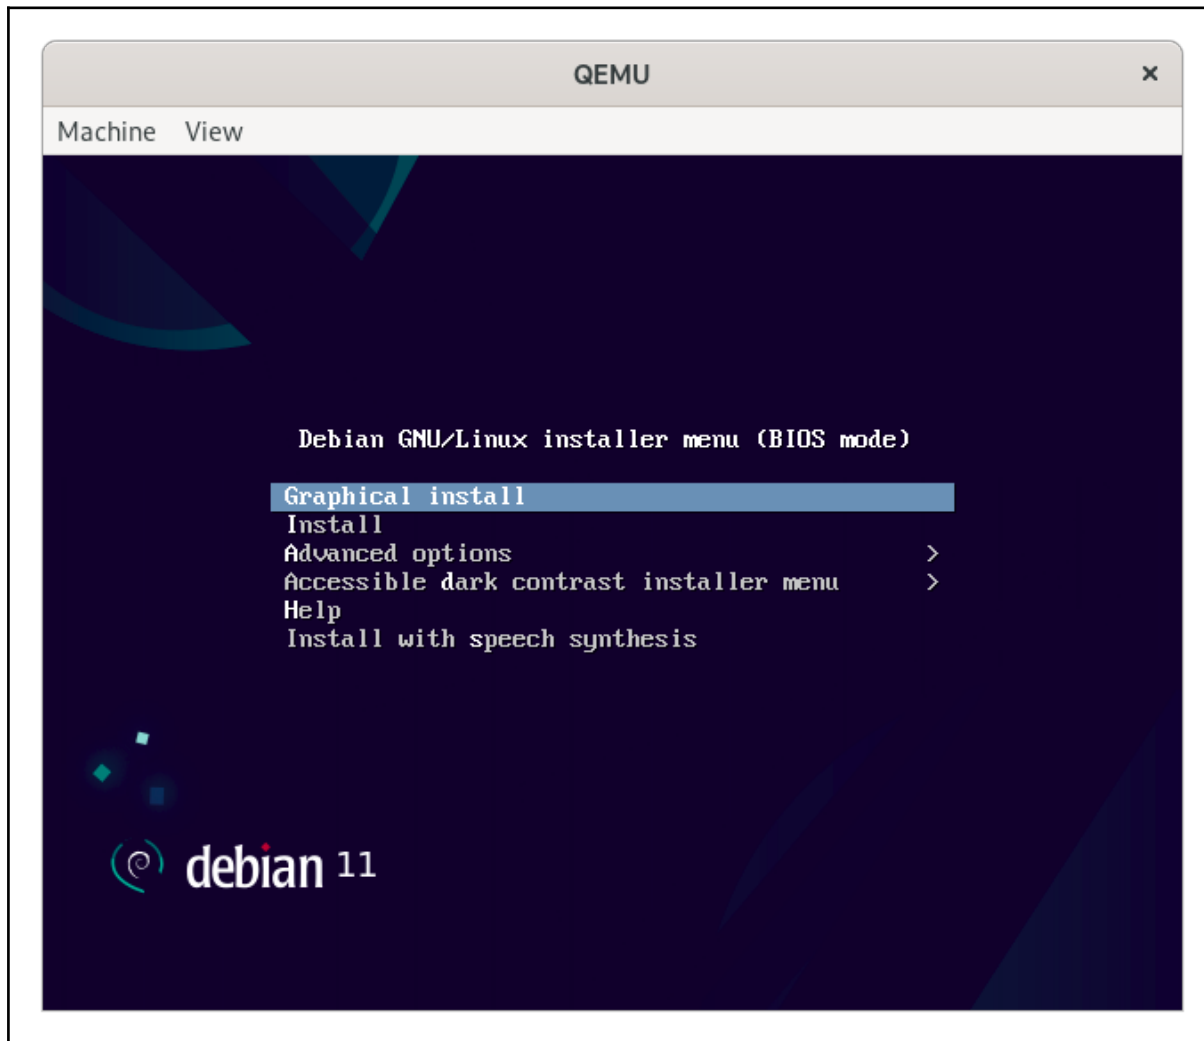 QEMU ×
Machine View
Debian GNU/Linux installer menu (BIOS mode)
Graphical install
Install
Advanced options >
Accessible dark contrast installer menu >
Help
Install with speech synthesis
debian 11